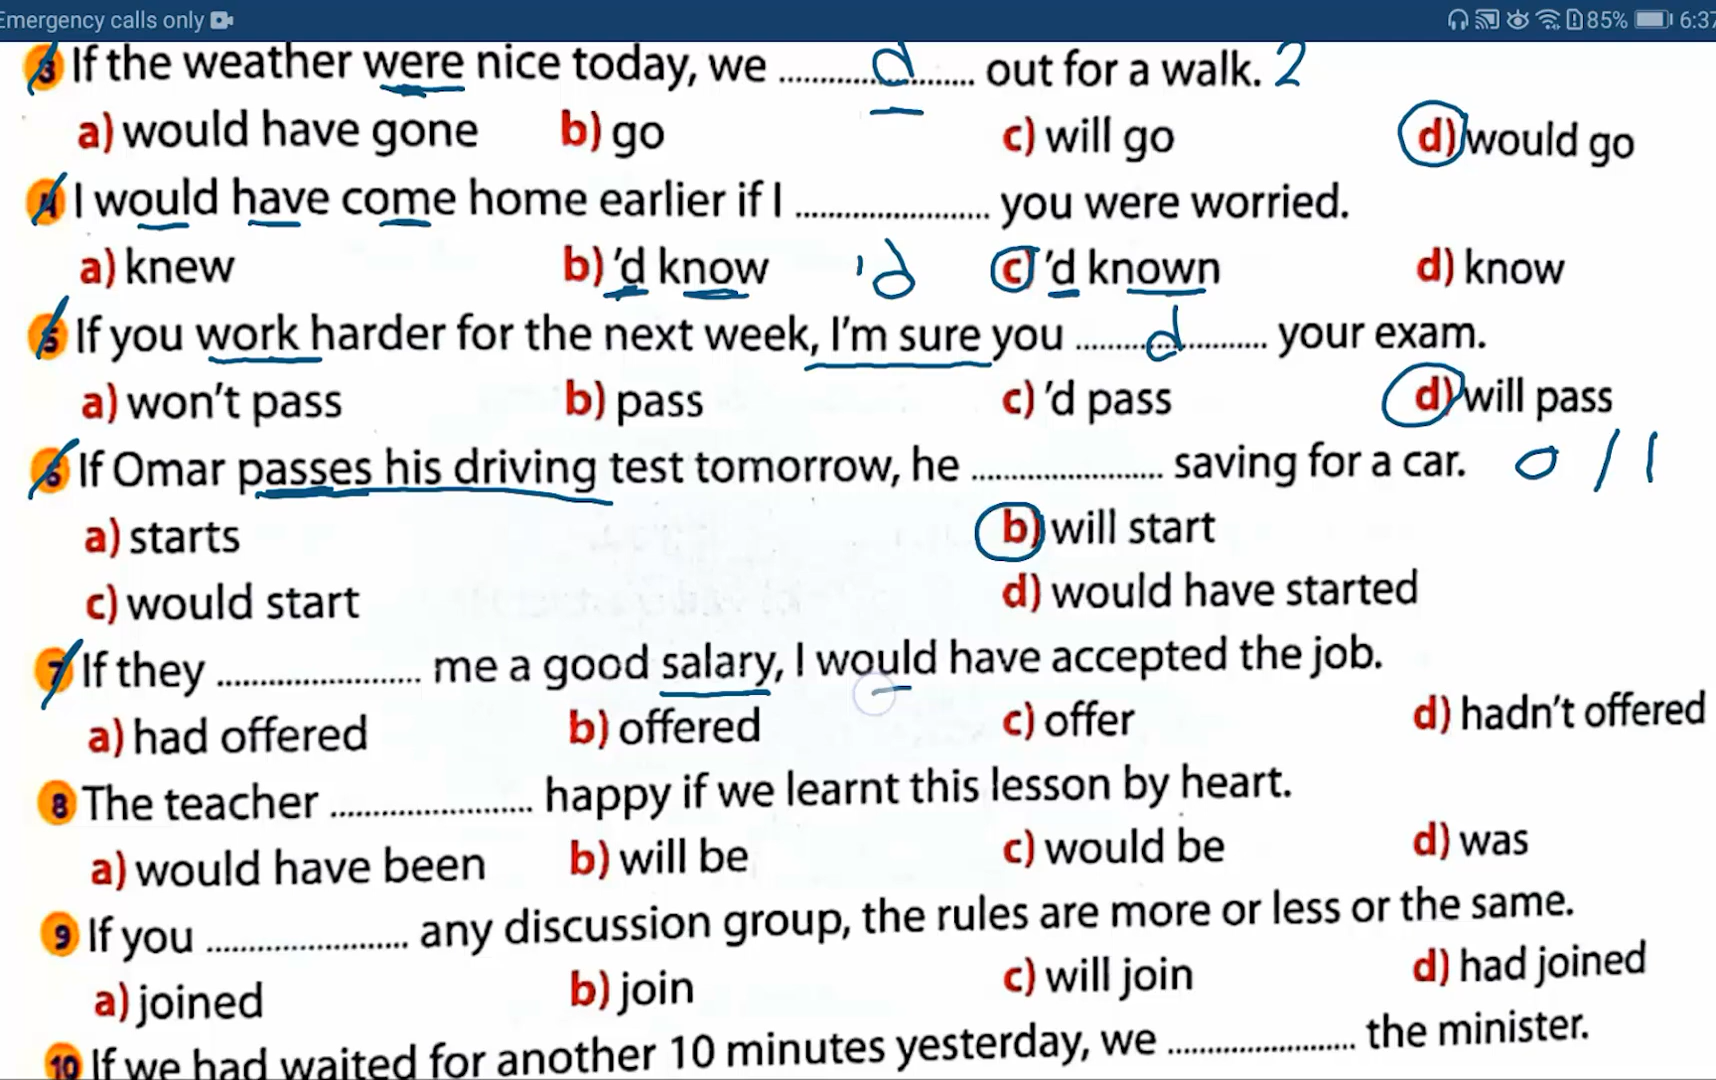 Emergency calls only 85% 6:37
3 If the weather were nice today, we ........d........ out for a walk. 2
a) would have gone b) go c) will go d) would go
4 I would have come home earlier if I ........................ you were worried.
a) knew b) 'd know 'd c) 'd known d) know
5 If you work harder for the next week, I'm sure you ........d........ your exam.
a) won't pass b) pass c) 'd pass d) will pass
6 If Omar passes his driving test tomorrow, he ........................ saving for a car. 0 / 1
a) starts b) will start
c) would start d) would have started
7 If they ........................ me a good salary, I would have accepted the job.
a) had offered b) offered c) offer d) hadn't offered
8 The teacher ........................ happy if we learnt this lesson by heart.
a) would have been b) will be c) would be d) was
9 If you ........................ any discussion group, the rules are more or less or the same.
a) joined b) join c) will join d) had joined
10 If we had waited for another 10 minutes yesterday, we ........................ the minister.